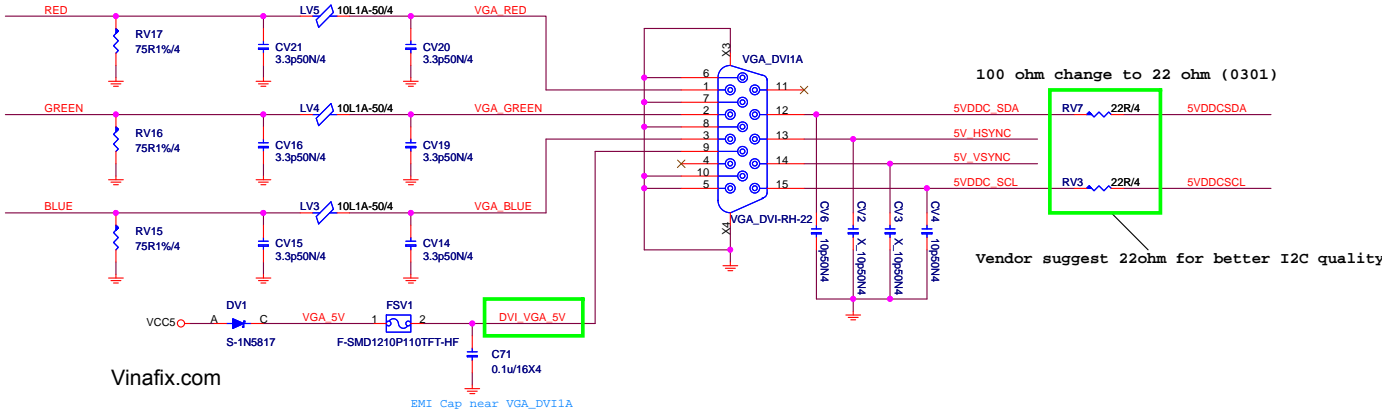 RED
LV5 10L1A-50/4
VGA_RED
RV17
75R1%/4
CV21
3.3p50N/4
CV20
3.3p50N/4
GREEN
LV4 10L1A-50/4
VGA_GREEN
RV16
75R1%/4
CV16
3.3p50N/4
CV19
3.3p50N/4
BLUE
LV3 10L1A-50/4
VGA_BLUE
RV15
75R1%/4
CV15
3.3p50N/4
CV14
3.3p50N/4
X3
VGA_DVI1A
6
1
7
2
8
3
9
4
10
5
11
12
13
14
15
X4
VGA_DVI-RH-22
5VDDC_SDA
5V_HSYNC
5V_VSYNC
5VDDC_SCL
CV6
10p50N4
CV2
X_10p50N4
CV3
X_10p50N4
CV4
10p50N4
100 ohm change to 22 ohm (0301)
RV7 22R/4
5VDDCSDA
RV3 22R/4
5VDDCSCL
Vendor suggest 22ohm for better I2C quality
VCC5
A
DV1
C
S-1N5817
VGA_5V
1
FSV1
2
F-SMD1210P110TFT-HF
DVI_VGA_5V
C71
0.1u/16X4
EMI Cap near VGA_DVI1A
Vinafix.com